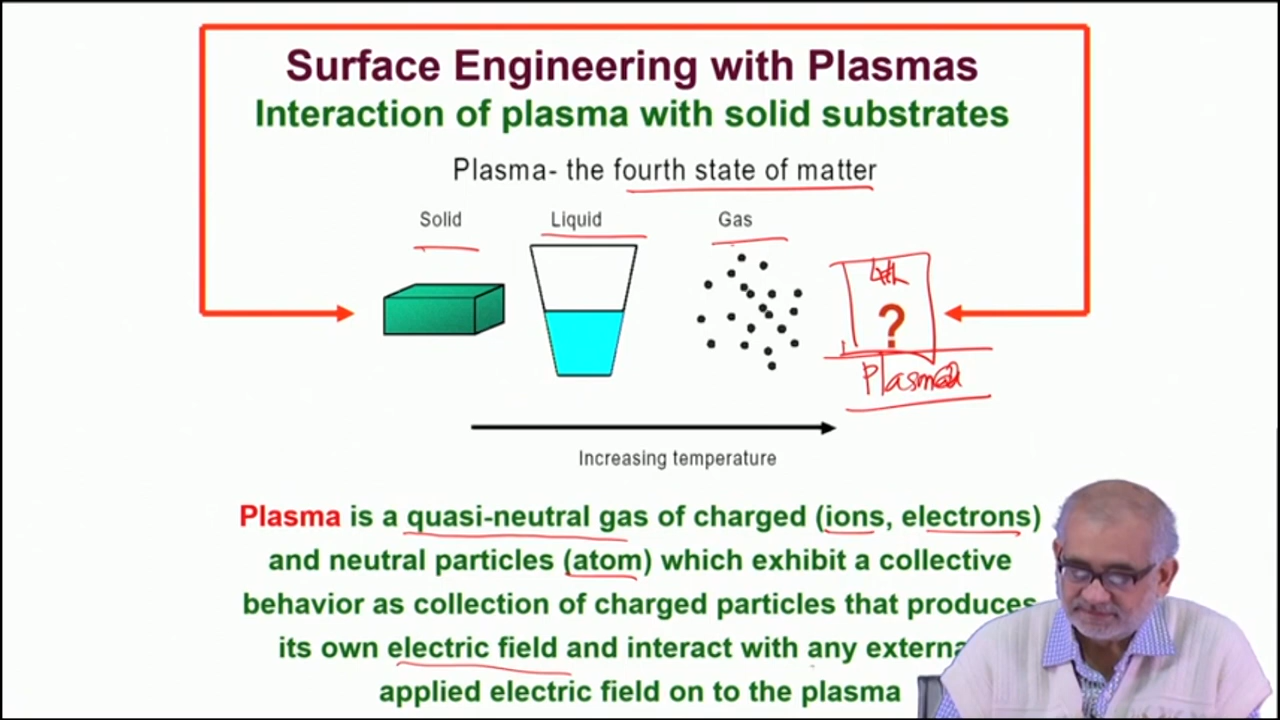 Surface Engineering with Plasmas
Interaction of plasma with solid substrates
Plasma- the fourth state of matter
Solid Liquid Gas
4th
?
Plasma
Increasing temperature
Plasma is a quasi-neutral gas of charged (ions, electrons)
and neutral particles (atom) which exhibit a collective
behavior as collection of charged particles that produces
its own electric field and interact with any externa
applied electric field on to the plasma